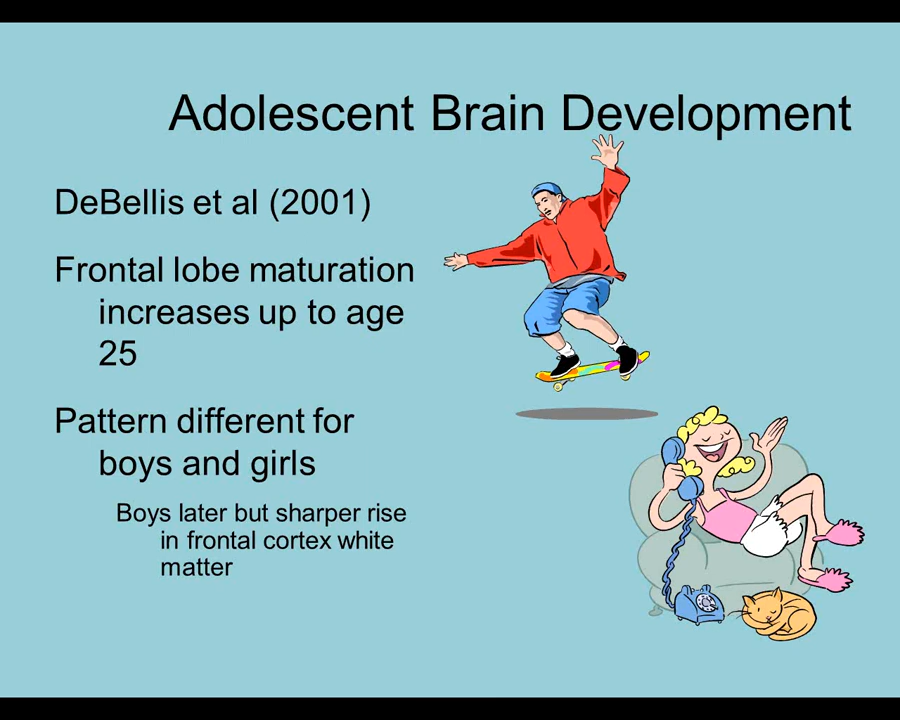 Adolescent Brain Development
DeBellis et al (2001)
Frontal lobe maturation
increases up to age
25
Pattern different for
boys and girls
Boys later but sharper rise
in frontal cortex white
matter